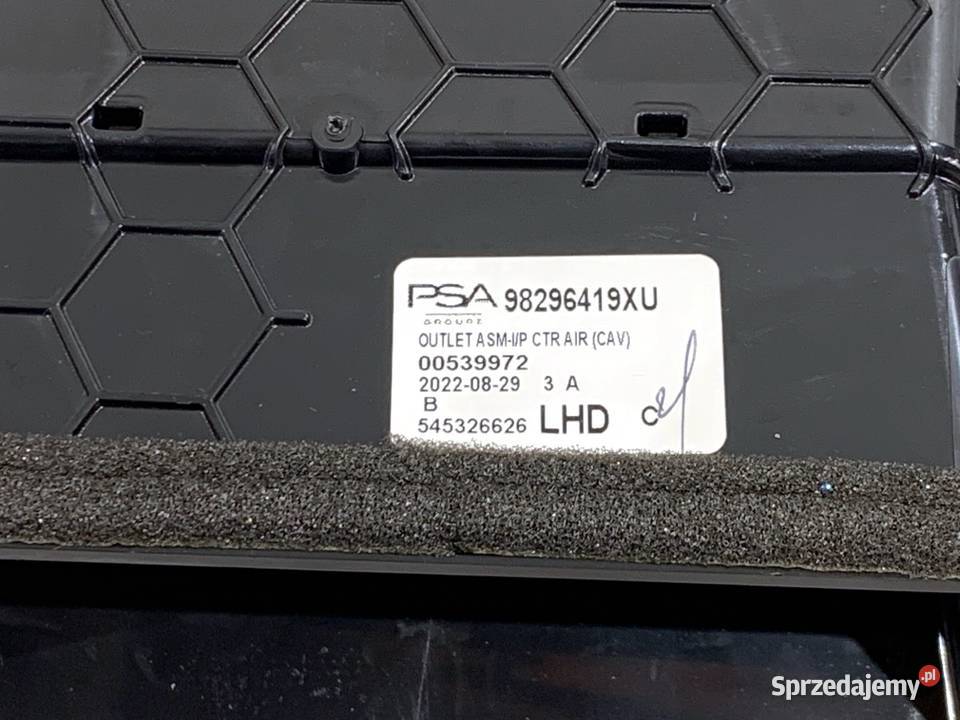 PSA 98296419XU
GROUPE
OUTLET ASM-I/P CTR AIR (CAV)
00539972
2022-08-29 3 A
B
545326626 LHD C
Sprzedajemy.pl